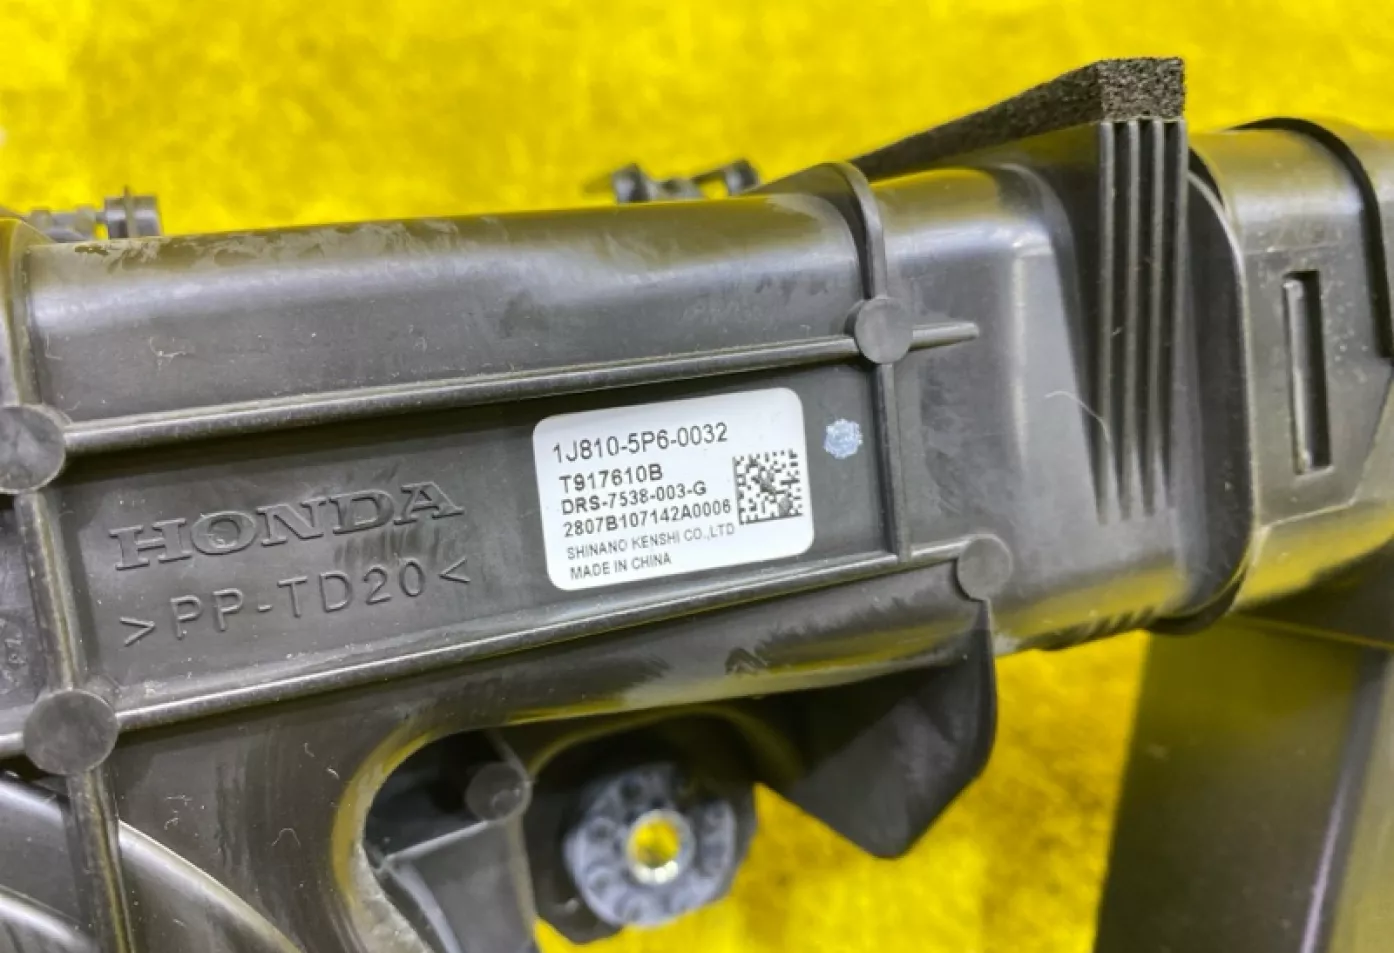 HONDA
>PP-TD20<
1J810-5P6-0032
T917610B
DRS-7538-003-G
2807B107142A0006
SHINANO KENSHI CO.,LTD
MADE IN CHINA